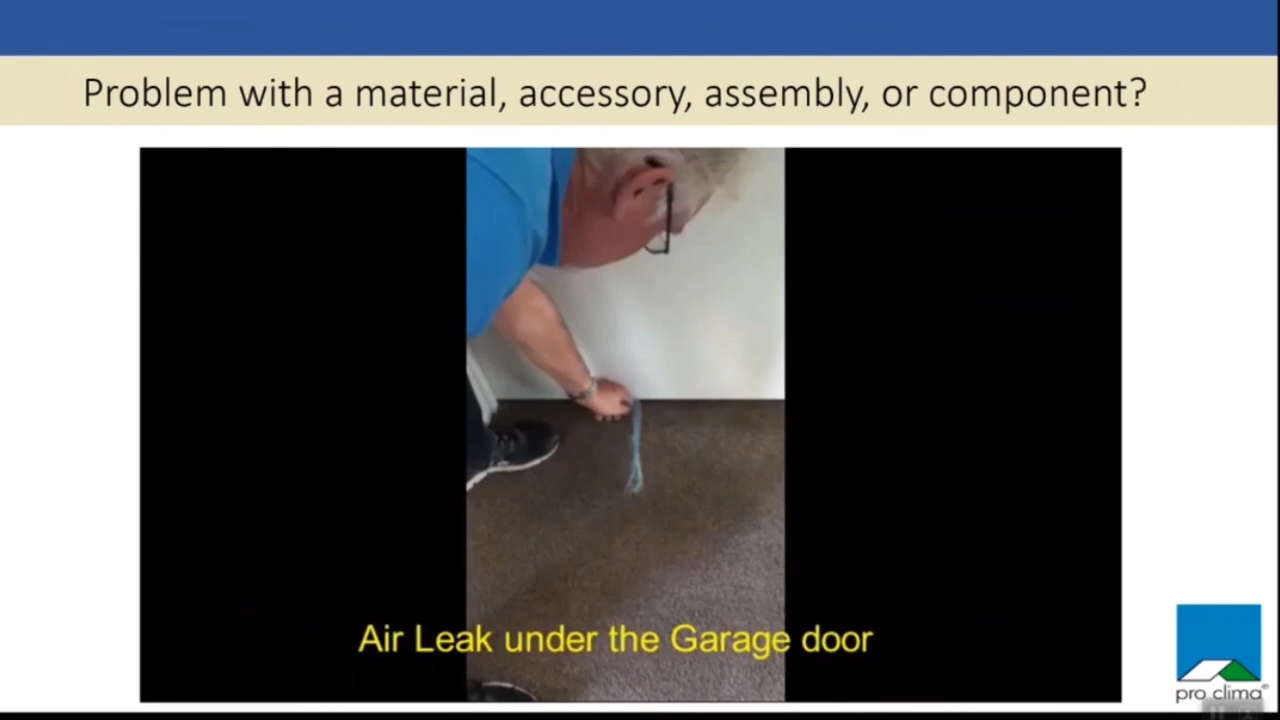 Problem with a material, accessory, assembly, or component?
Air Leak under the Garage door
pro clima®